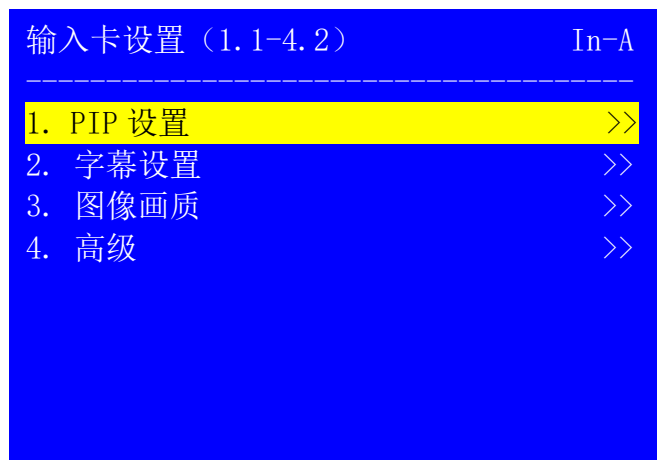 输入卡设置（1.1-4.2） In-A
----------------------------------------
1. PIP 设置 >>
2. 字幕设置 >>
3. 图像画质 >>
4. 高级 >>